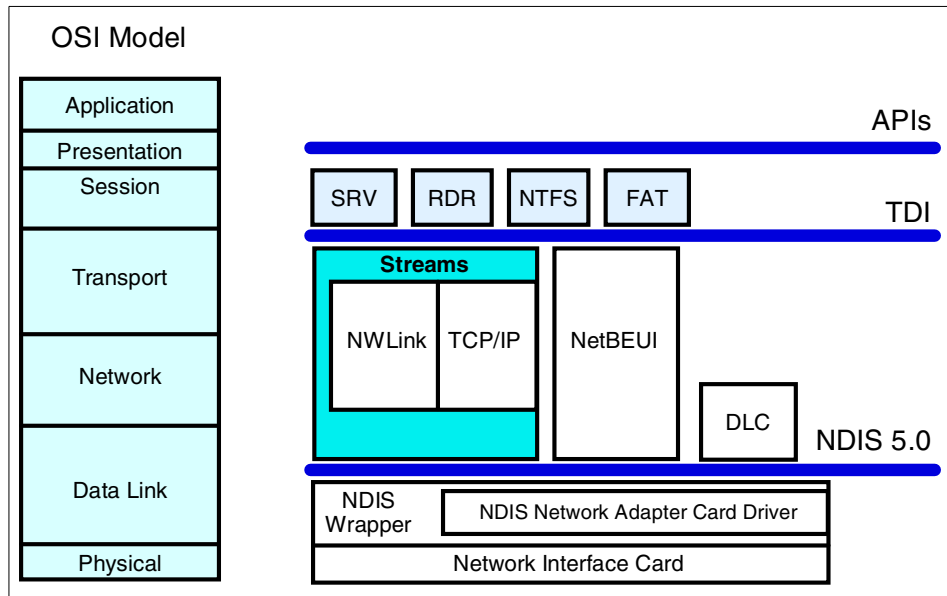 OSI Model
Application
Presentation
Session
Transport
Network
Data Link
Physical
APIs
SRV
RDR
NTFS
FAT
TDI
Streams
NWLink
TCP/IP
NetBEUI
DLC
NDIS 5.0
NDIS
Wrapper
NDIS Network Adapter Card Driver
Network Interface Card